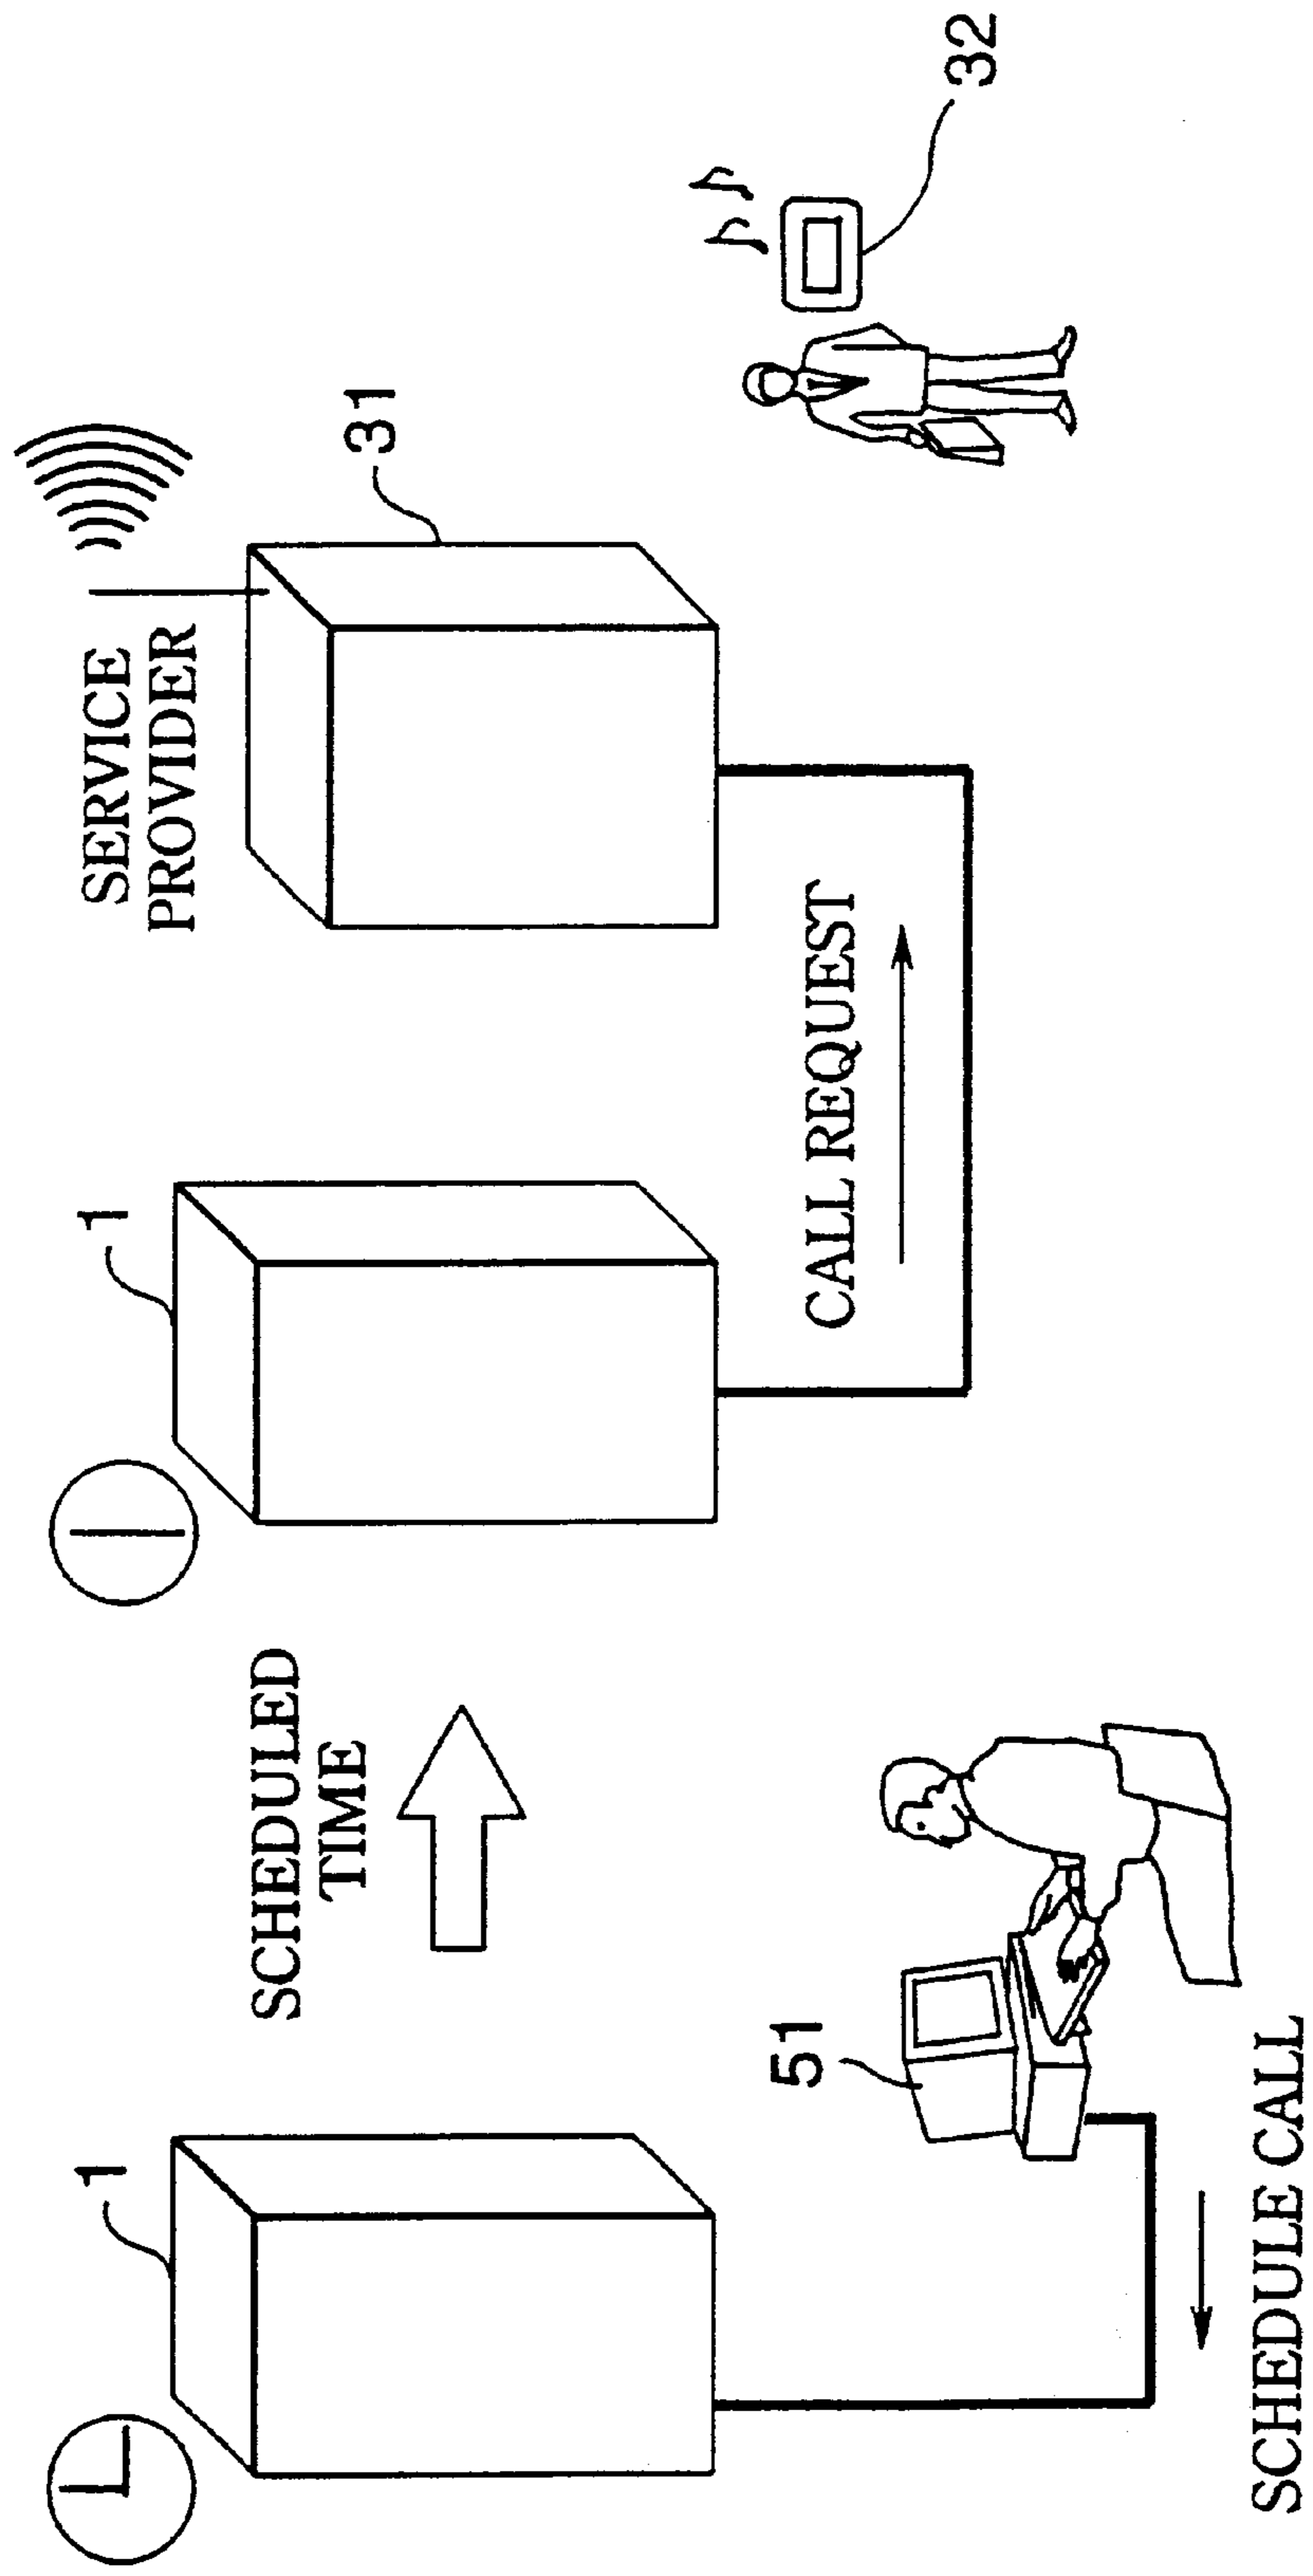 1
SCHEDULED
TIME
1
SERVICE
PROVIDER
31
51
SCHEDULE CALL
CALL REQUEST
32